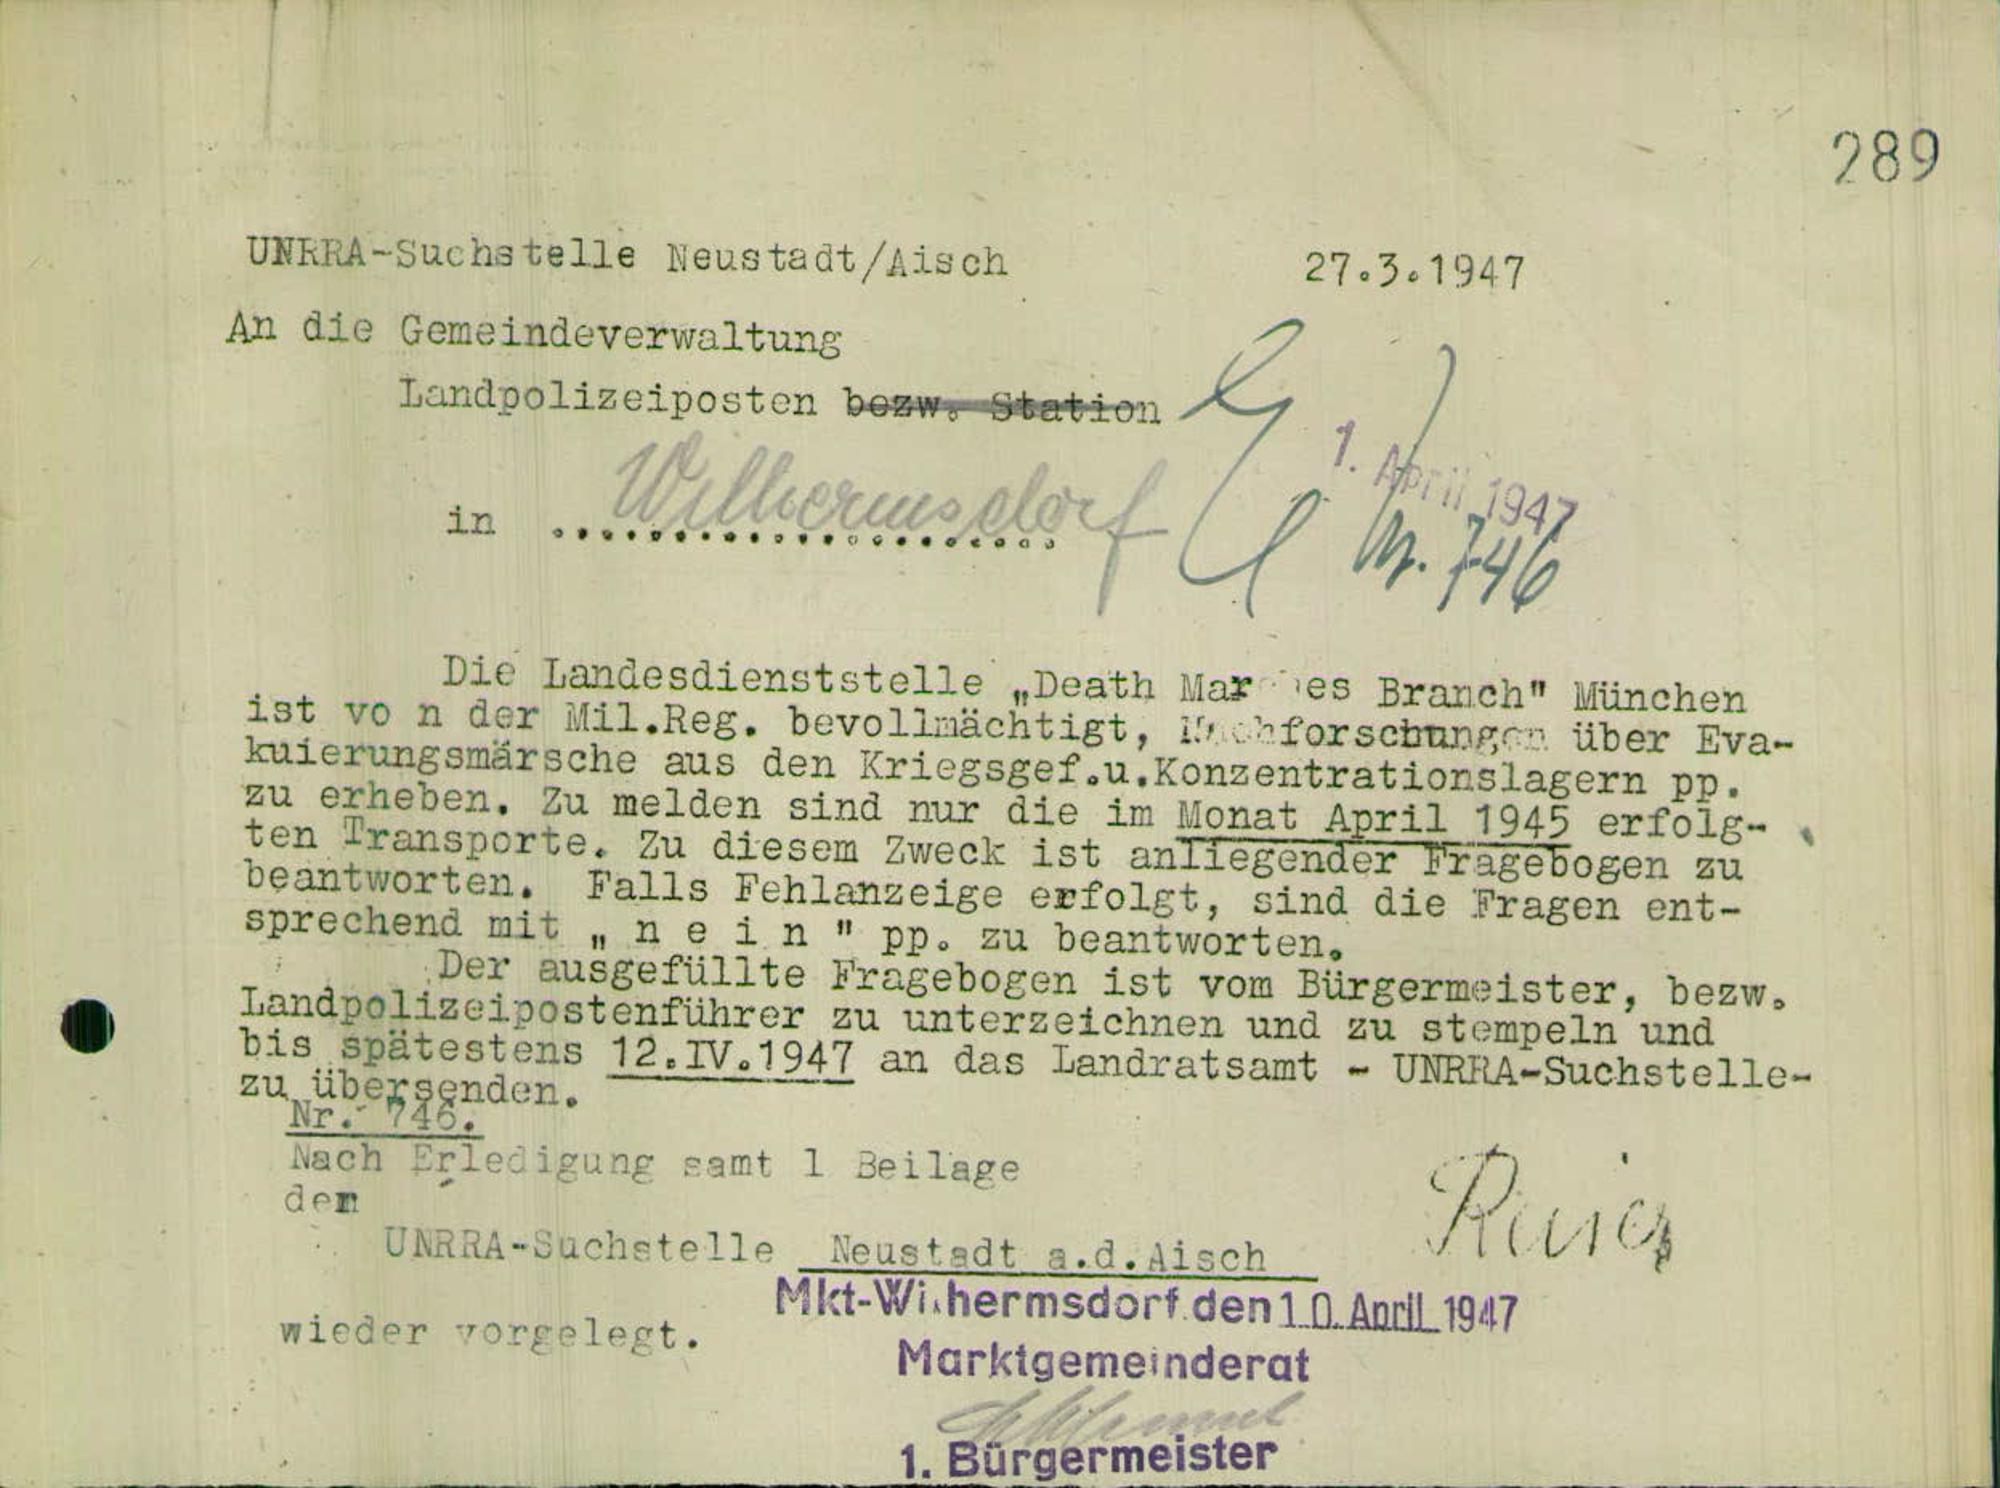 289
UNRRA-Suchstelle Neustadt/Aisch 27.3.1947
An die Gemeindeverwaltung
Landpolizeiposten bezw. Station
in Wilhermsdorf
1. April 1947
Nr. 746
Die Landesdienststelle „Death Marches Branch" München
ist vo n der Mil.Reg. bevollmächtigt, Nachforschungen über Eva-
kuierungsmärsche aus den Kriegsgef.u.Konzentrationslagern pp.
zu erheben. Zu melden sind nur die im Monat April 1945 erfolg-
ten Transporte. Zu diesem Zweck ist anliegender Fragebogen zu
beantworten. Falls Fehlanzeige erfolgt, sind die Fragen ent-
sprechend mit „ n e i n " pp. zu beantworten.
Der ausgefüllte Fragebogen ist vom Bürgermeister, bezw.
Landpolizeipostenführer zu unterzeichnen und zu stempeln und
bis spätestens 12.IV.1947 an das Landratsamt - UNRRA-Suchstelle-
zu übersenden.
Nr. 746.
Nach Erledigung samt 1 Beilage
der
UNRRA-Suchstelle Neustadt a.d.Aisch
Mkt-Wilhermsdorf den 10. April 1947
wieder vorgelegt.
Marktgemeinderat
1. Bürgermeister